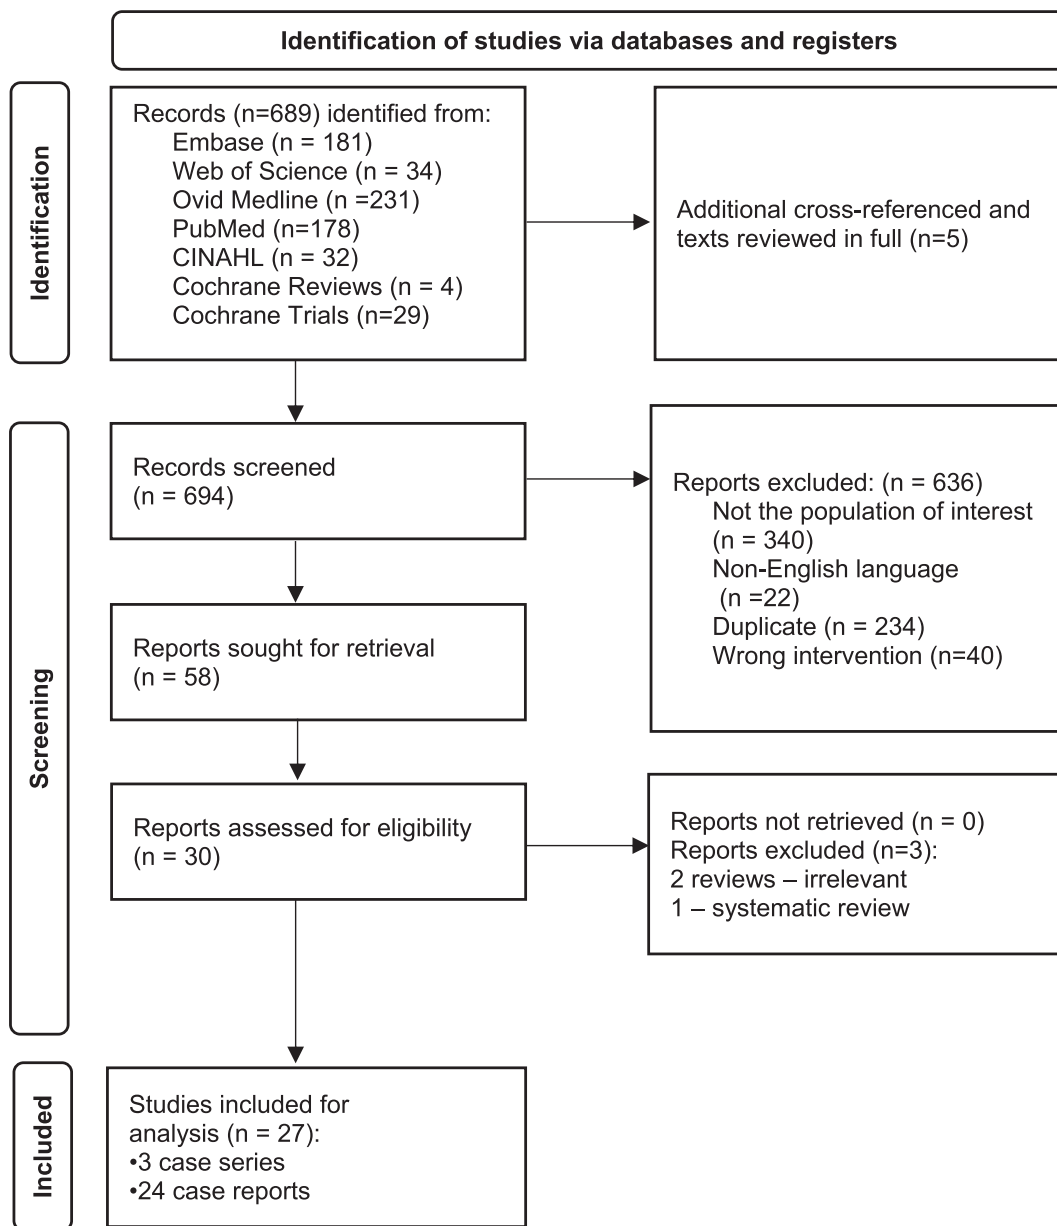 Identification of studies via databases and registers
Identification
Records (n=689) identified from:
Embase (n = 181)
Web of Science (n = 34)
Ovid Medline (n =231)
PubMed (n=178)
CINAHL (n = 32)
Cochrane Reviews (n = 4)
Cochrane Trials (n=29)
Additional cross-referenced and
texts reviewed in full (n=5)
Screening
Records screened
(n = 694)
Reports excluded: (n = 636)
Not the population of interest
(n = 340)
Non-English language
(n =22)
Duplicate (n = 234)
Wrong intervention (n=40)
Reports sought for retrieval
(n = 58)
Reports assessed for eligibility
(n = 30)
Reports not retrieved (n = 0)
Reports excluded (n=3):
2 reviews – irrelevant
1 – systematic review
Included
Studies included for
analysis (n = 27):
•3 case series
•24 case reports